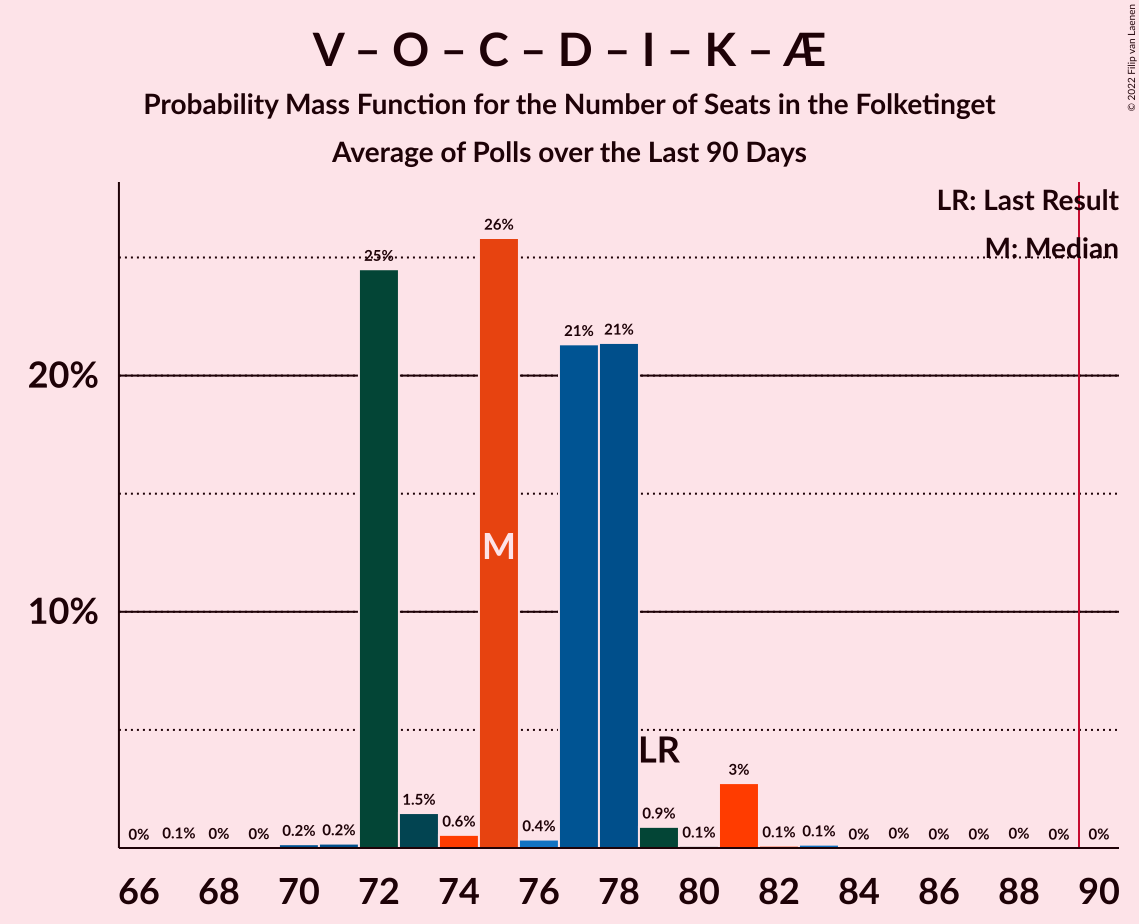 V – O – C – D – I – K – Æ
Probability Mass Function for the Number of Seats in the Folketinget
Average of Polls over the Last 90 Days
© 2022 Filip van Laenen
LR: Last Result
M: Median
26%
25%
21% 21%
20%
M
10%
LR
3%
1.5%
0.9%
0.6%
0.4%
0% 0.1% 0% 0% 0.2% 0.2% 0.1% 0.1% 0.1% 0% 0% 0% 0% 0% 0% 0%
66 68 70 72 74 76 78 80 82 84 86 88 90